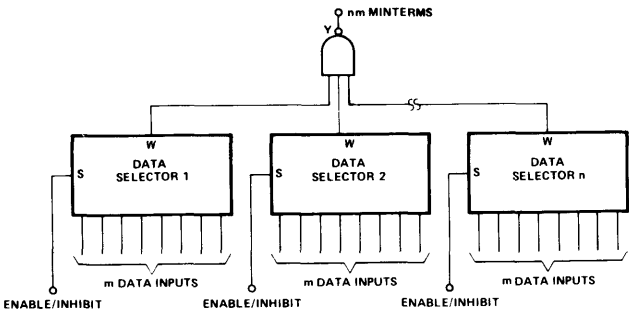 nm MINTERMS
Y
W
W
W
DATA
SELECTOR 1
DATA
SELECTOR 2
DATA
SELECTOR n
S
S
S
m DATA INPUTS
m DATA INPUTS
m DATA INPUTS
ENABLE/INHIBIT
ENABLE/INHIBIT
ENABLE/INHIBIT